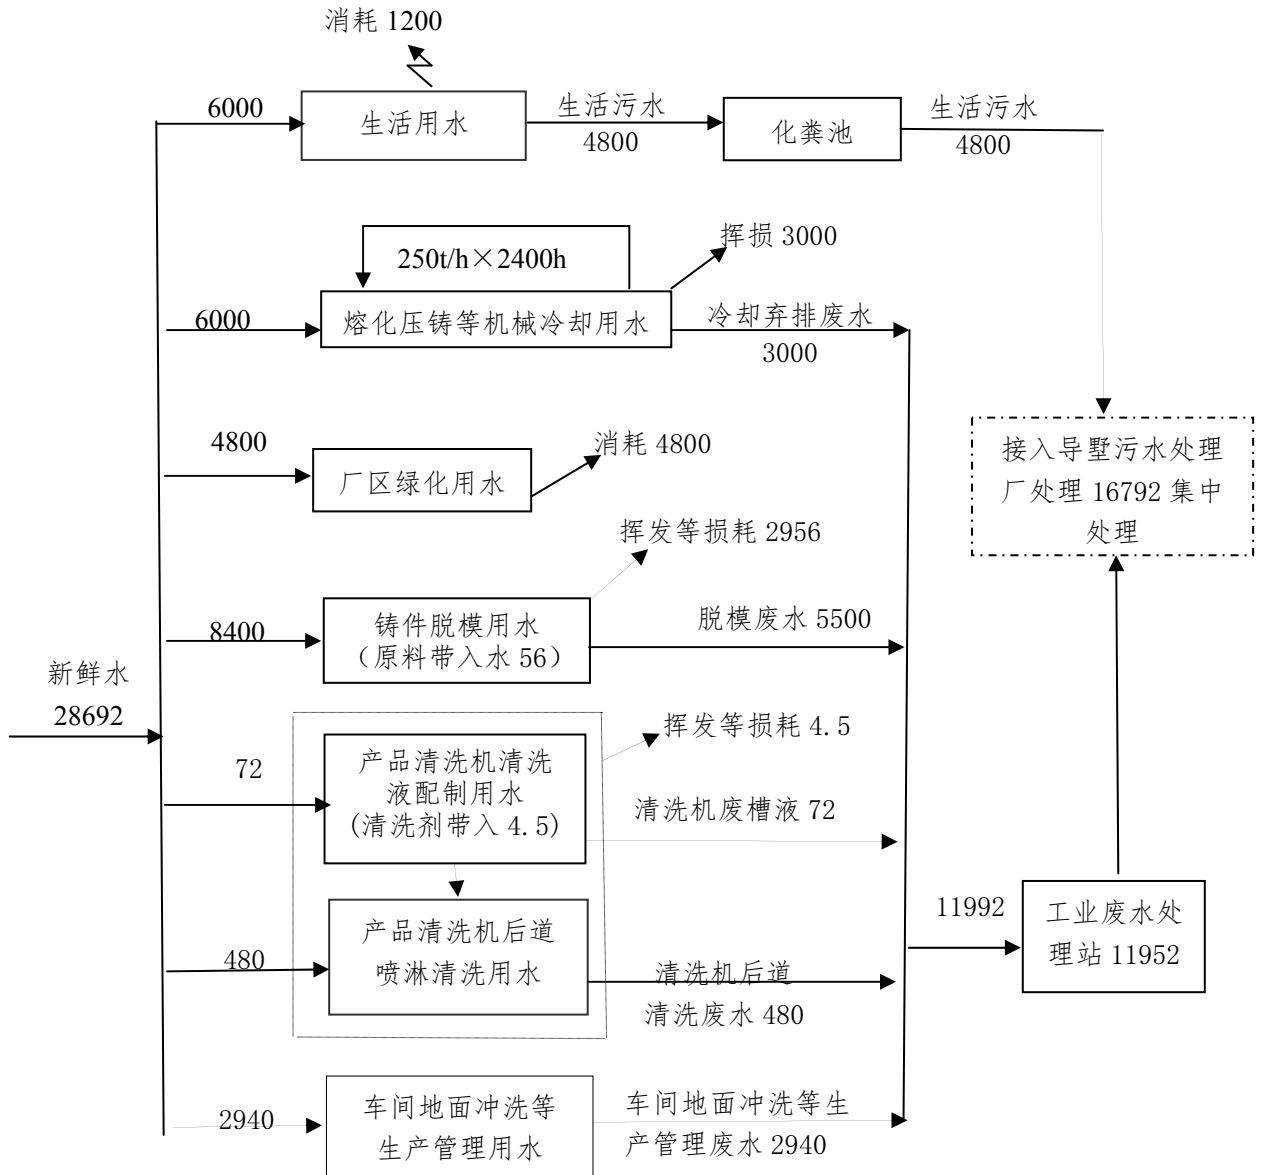 消耗 1200
6000
生活用水
生活污水
4800
化粪池
生活污水
4800
挥损 3000
250t/h×2400h
6000
熔化压铸等机械冷却用水
冷却弃排废水
3000
4800
厂区绿化用水
消耗 4800
接入导墅污水处理
厂处理 16792 集中
处理
挥发等损耗 2956
8400
铸件脱模用水
（原料带入水 56）
脱模废水 5500
新鲜水
28692
挥发等损耗 4.5
72
产品清洗机清洗
液配制用水
(清洗剂带入 4.5)
清洗机废槽液 72
480
产品清洗机后道
喷淋清洗用水
清洗机后道
清洗废水 480
11992
工业废水处
理站 11952
2940
车间地面冲洗等
生产管理用水
车间地面冲洗等生
产管理废水 2940